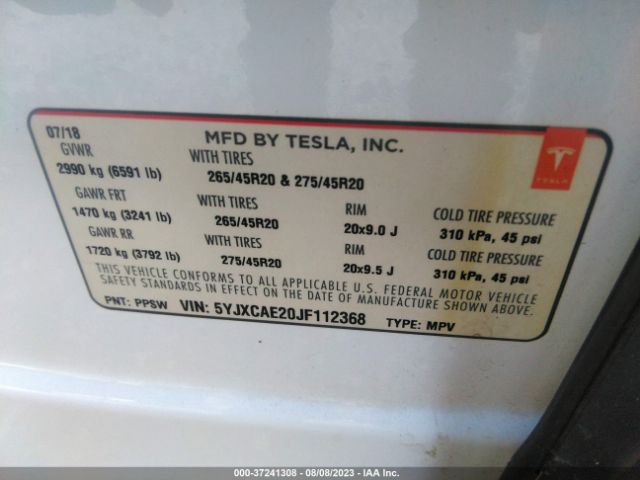 07/18 MFD BY TESLA, INC.
GVWR WITH TIRES
2990 kg (6591 lb) 265/45R20 & 275/45R20
TESLA
GAWR FRT WITH TIRES RIM COLD TIRE PRESSURE
1470 kg (3241 lb) 265/45R20 20x9.0 J 310 kPa, 45 psi
GAWR RR WITH TIRES RIM COLD TIRE PRESSURE
1720 kg (3792 lb) 275/45R20 20x9.5 J 310 kPa, 45 psi
THIS VEHICLE CONFORMS TO ALL APPLICABLE U.S. FEDERAL MOTOR VEHICLE
SAFETY STANDARDS IN EFFECT ON THE DATE OF MANUFACTURE SHOWN ABOVE.
PNT: PPSW VIN: 5YJXCAE20JF112368 TYPE: MPV
000-37241308 - 08/08/2023 - IAA Inc.